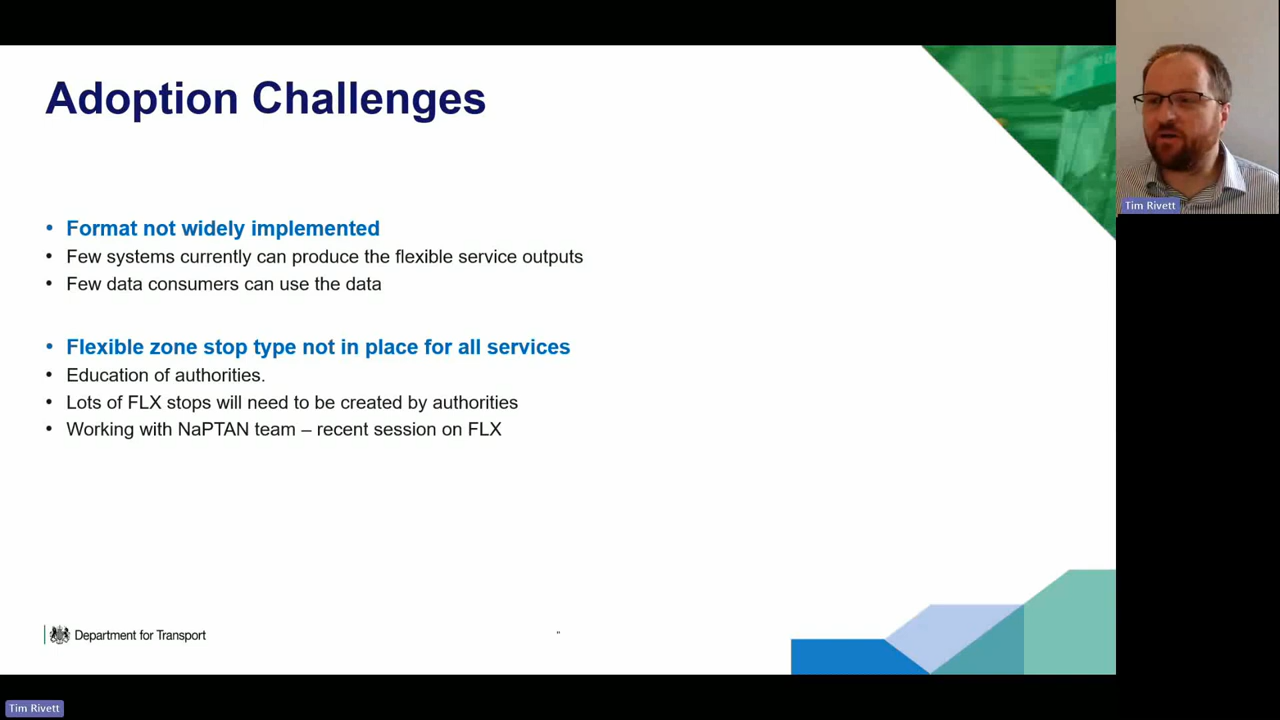 Adoption Challenges
• Format not widely implemented
• Few systems currently can produce the flexible service outputs
• Few data consumers can use the data
• Flexible zone stop type not in place for all services
• Education of authorities.
• Lots of FLX stops will need to be created by authorities
• Working with NaPTAN team – recent session on FLX
Department for Transport
"
Tim Rivett
Tim Rivett